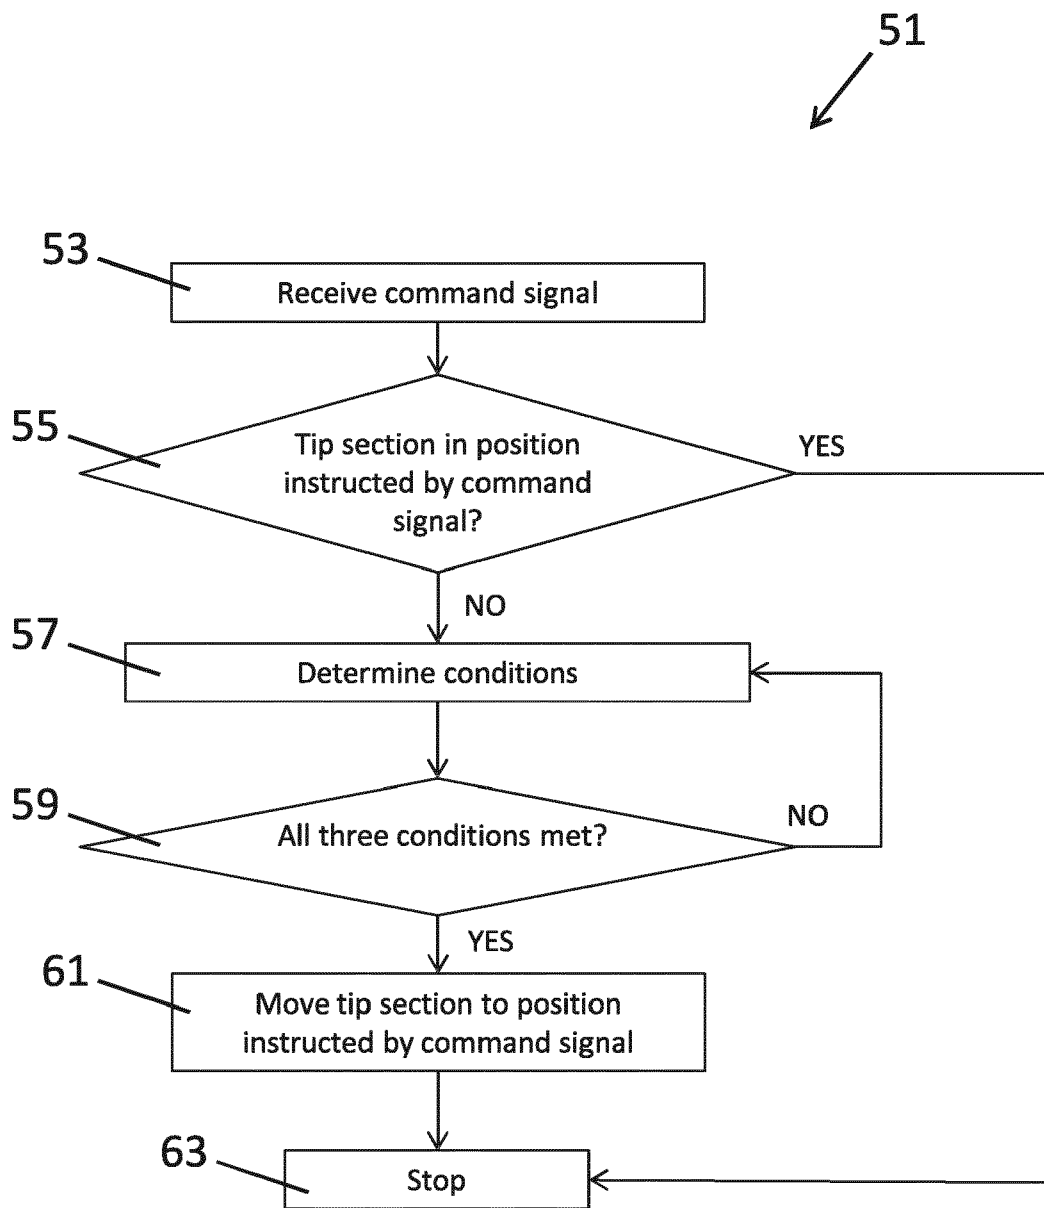 51
53
Receive command signal
55
Tip section in position
instructed by command
signal?
YES
NO
57
Determine conditions
59
All three conditions met?
NO
YES
61
Move tip section to position
instructed by command signal
63
Stop